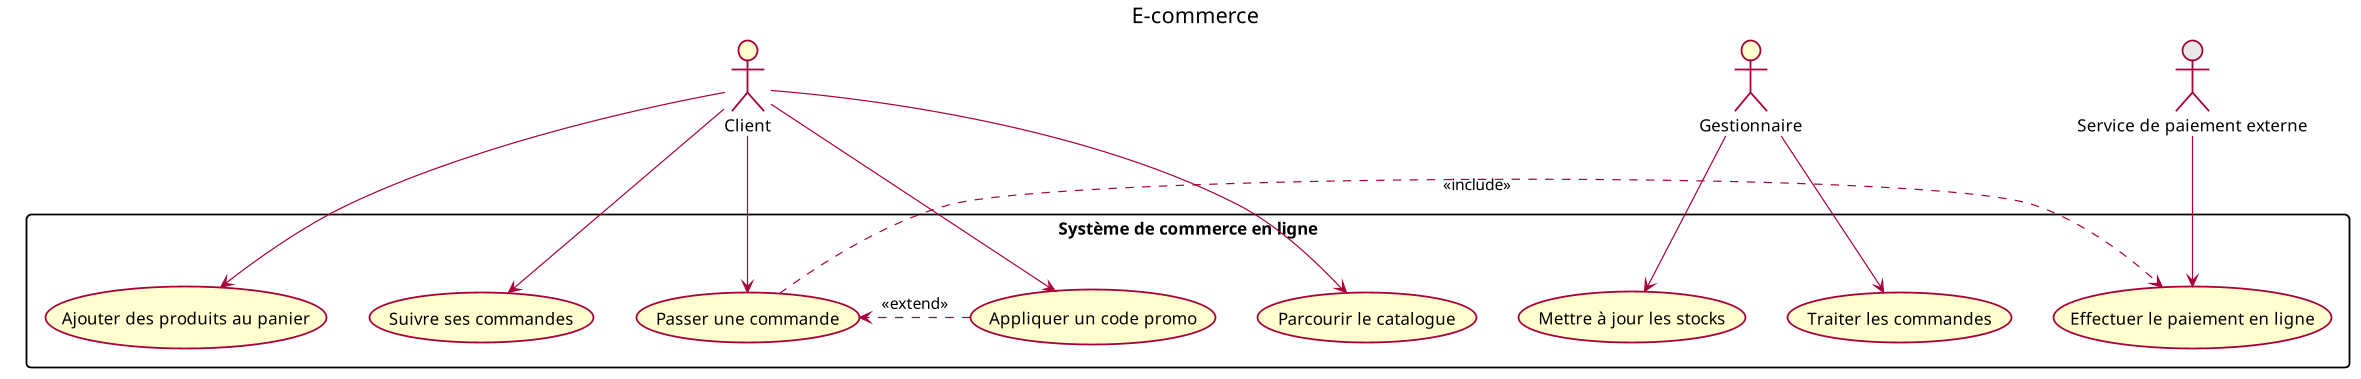 E-commerce
Client
Gestionnaire
Service de paiement externe
«include»
Système de commerce en ligne
«extend»
Ajouter des produits au panier
Suivre ses commandes
Passer une commande
Appliquer un code promo
Parcourir le catalogue
Mettre à jour les stocks
Traiter les commandes
Effectuer le paiement en ligne